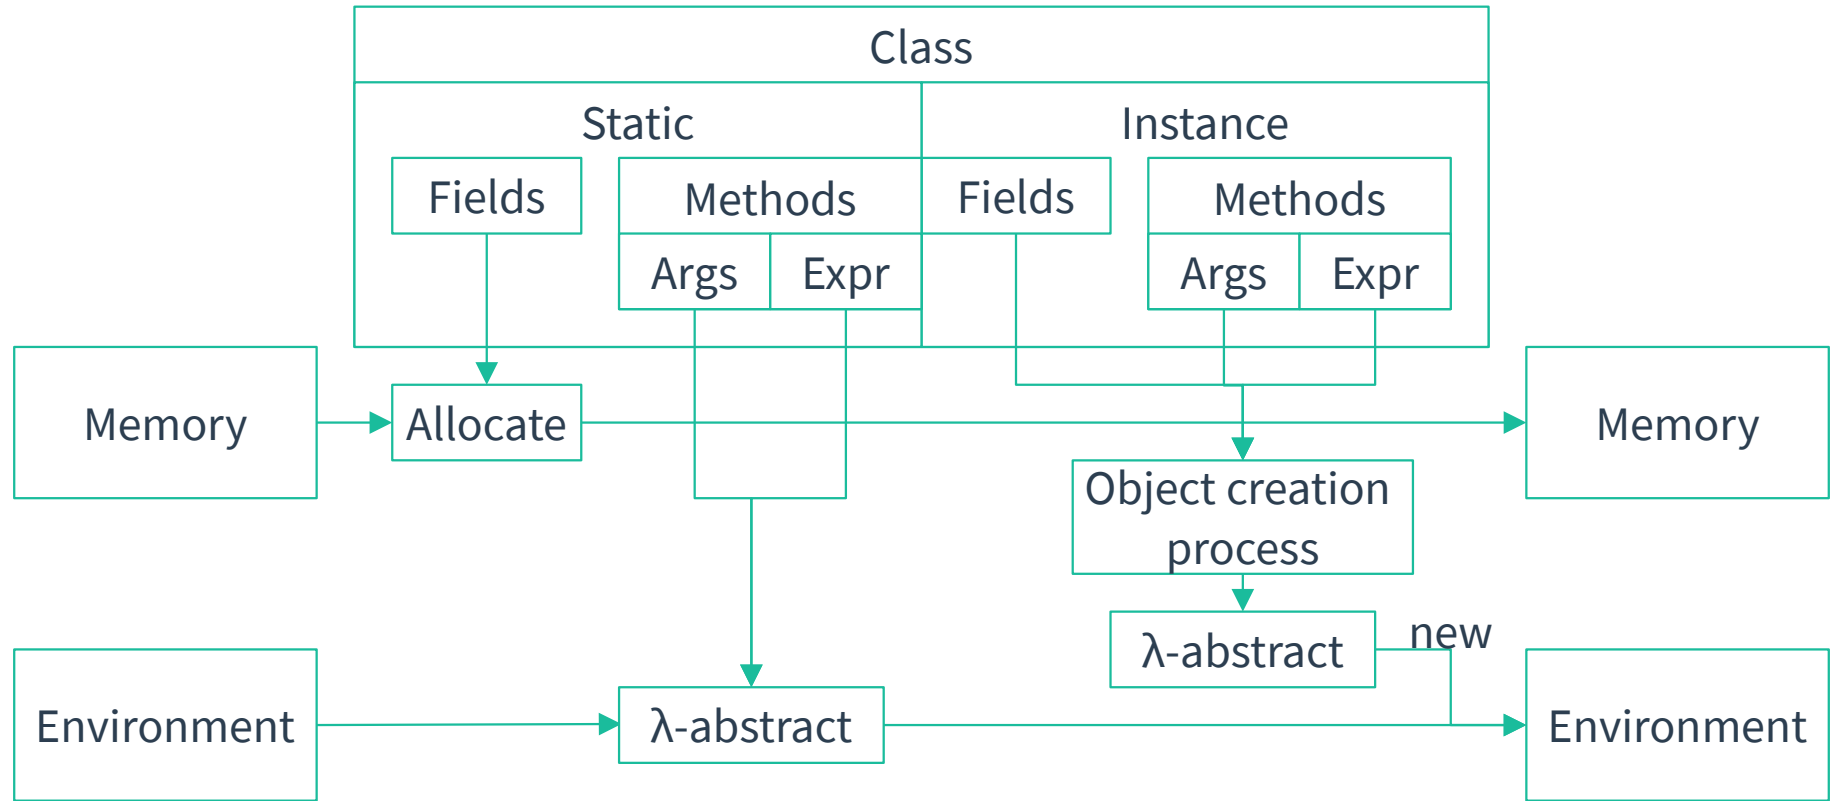 Class
Static
Instance
Fields
Methods
Fields
Methods
Args
Expr
Args
Expr
Memory
Allocate
Memory
Object creation
process
λ-abstract
new
Environment
λ-abstract
Environment